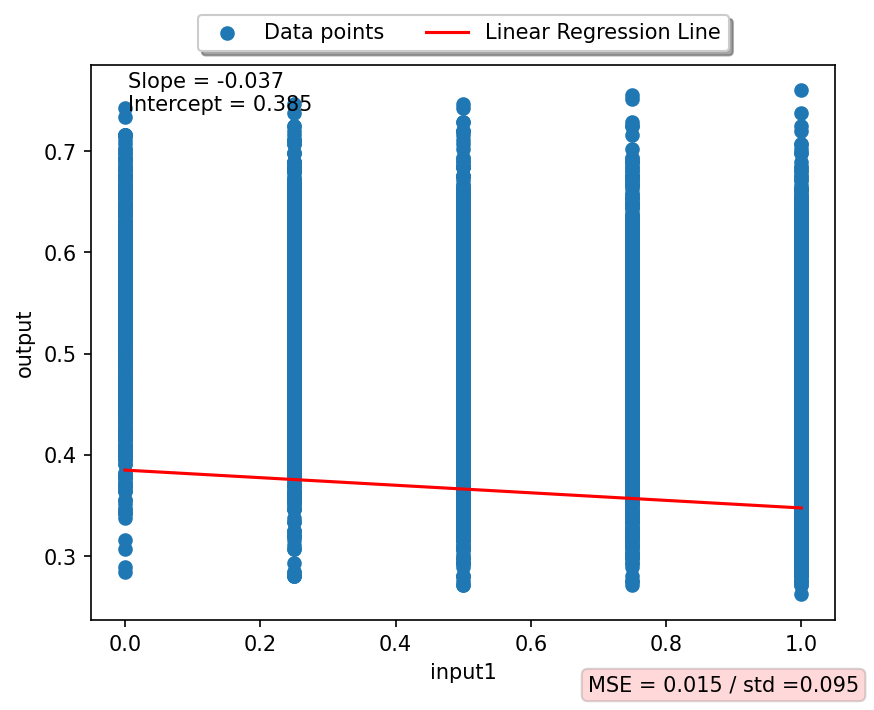 Data points Linear Regression Line
Slope = -0.037
Intercept = 0.385
0.7
0.6
0.5
0.4
0.3
output
0.0 0.2 0.4 0.6 0.8 1.0
input1
MSE = 0.015 / std =0.095